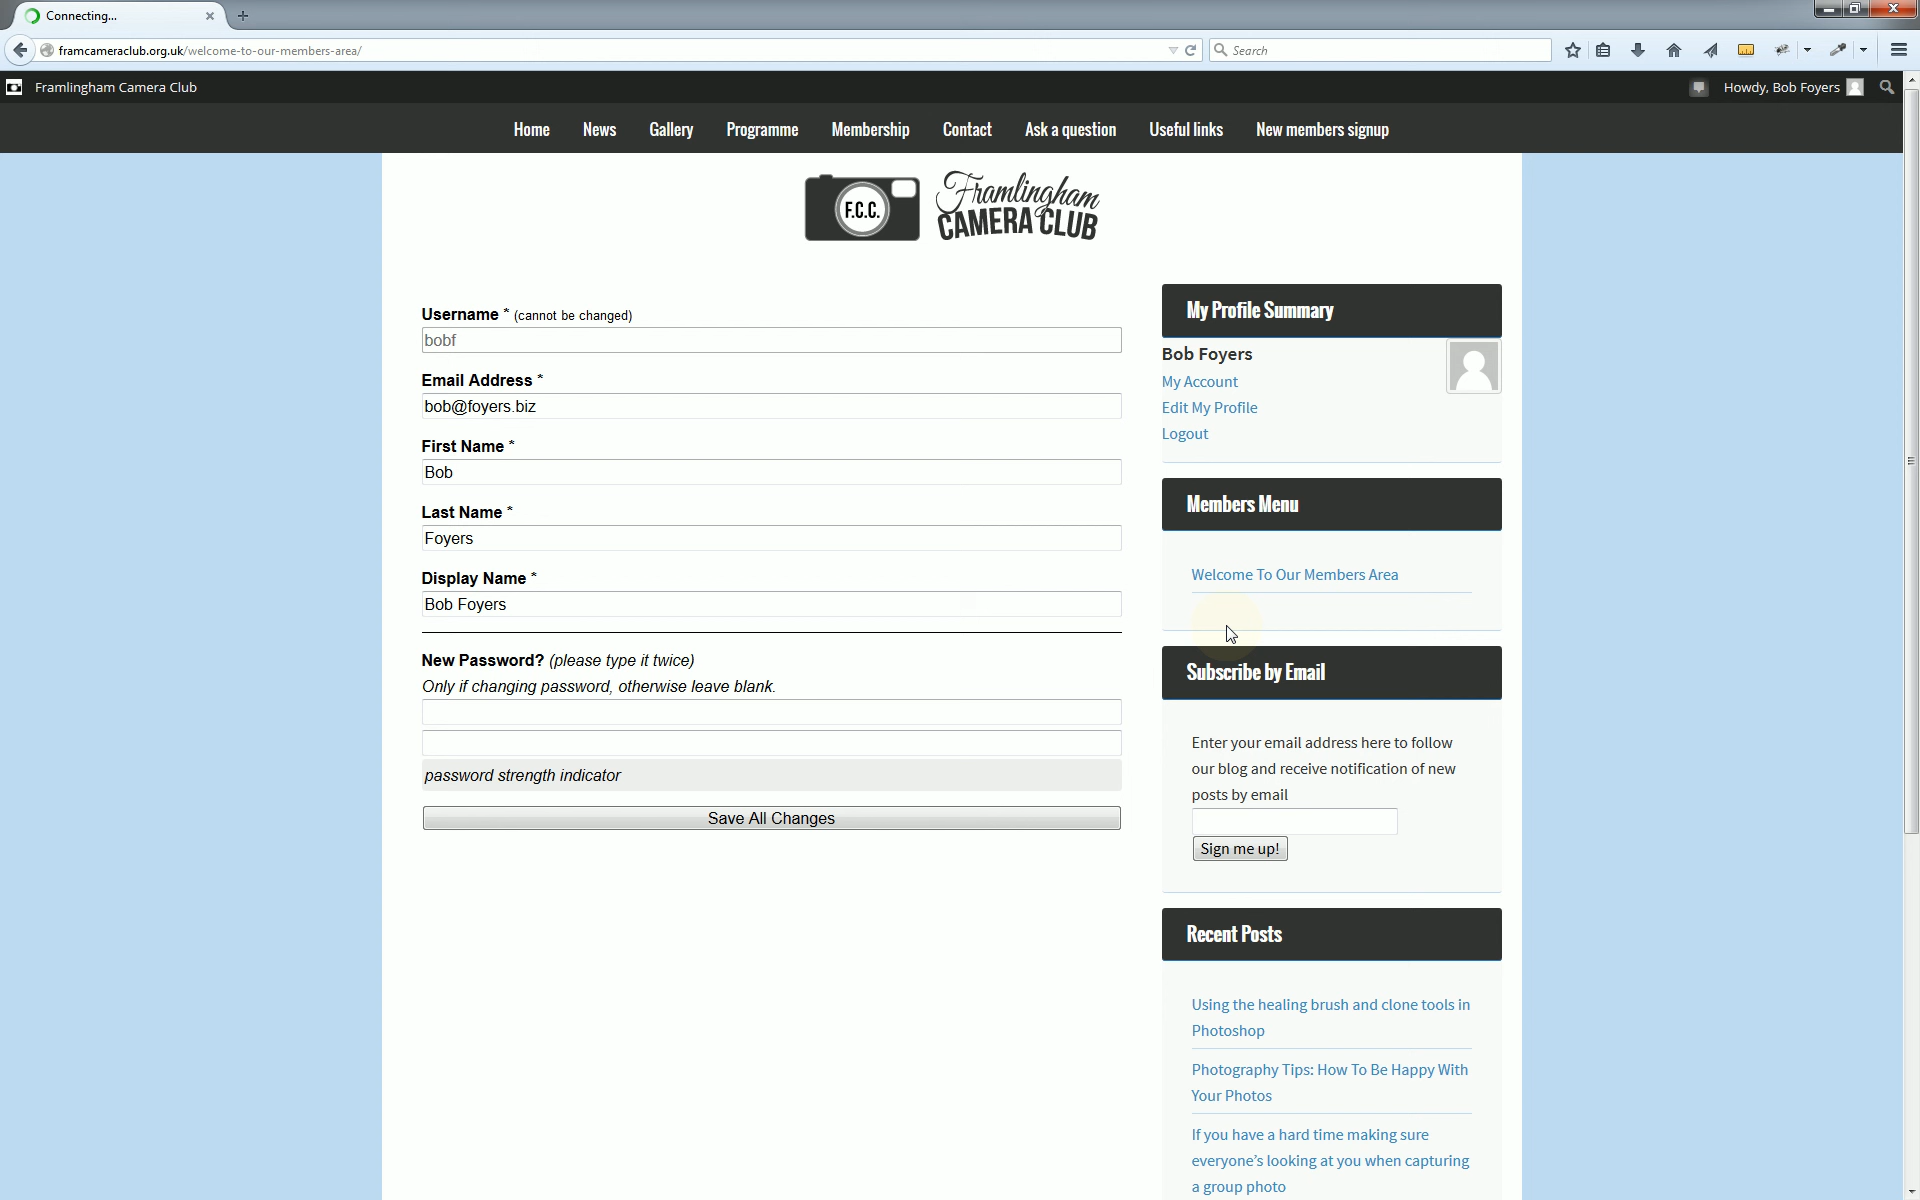 Connecting...
framcameraclub.org.uk/welcome-to-our-members-area/
Search
Framlingham Camera Club
Howdy, Bob Foyers
Home News Gallery Programme Membership Contact Ask a question Useful links New members signup
F.C.C.
Framlingham
CAMERA CLUB
Username * (cannot be changed)
bobf
Email Address *
bob@foyers.biz
First Name *
Bob
Last Name *
Foyers
Display Name *
Bob Foyers
New Password? (please type it twice)
Only if changing password, otherwise leave blank.
password strength indicator
Save All Changes
My Profile Summary
Bob Foyers
My Account
Edit My Profile
Logout
Members Menu
Welcome To Our Members Area
Subscribe by Email
Enter your email address here to follow
our blog and receive notification of new
posts by email
Sign me up!
Recent Posts
Using the healing brush and clone tools in
Photoshop
Photography Tips: How To Be Happy With
Your Photos
If you have a hard time making sure
everyone’s looking at you when capturing
a group photo